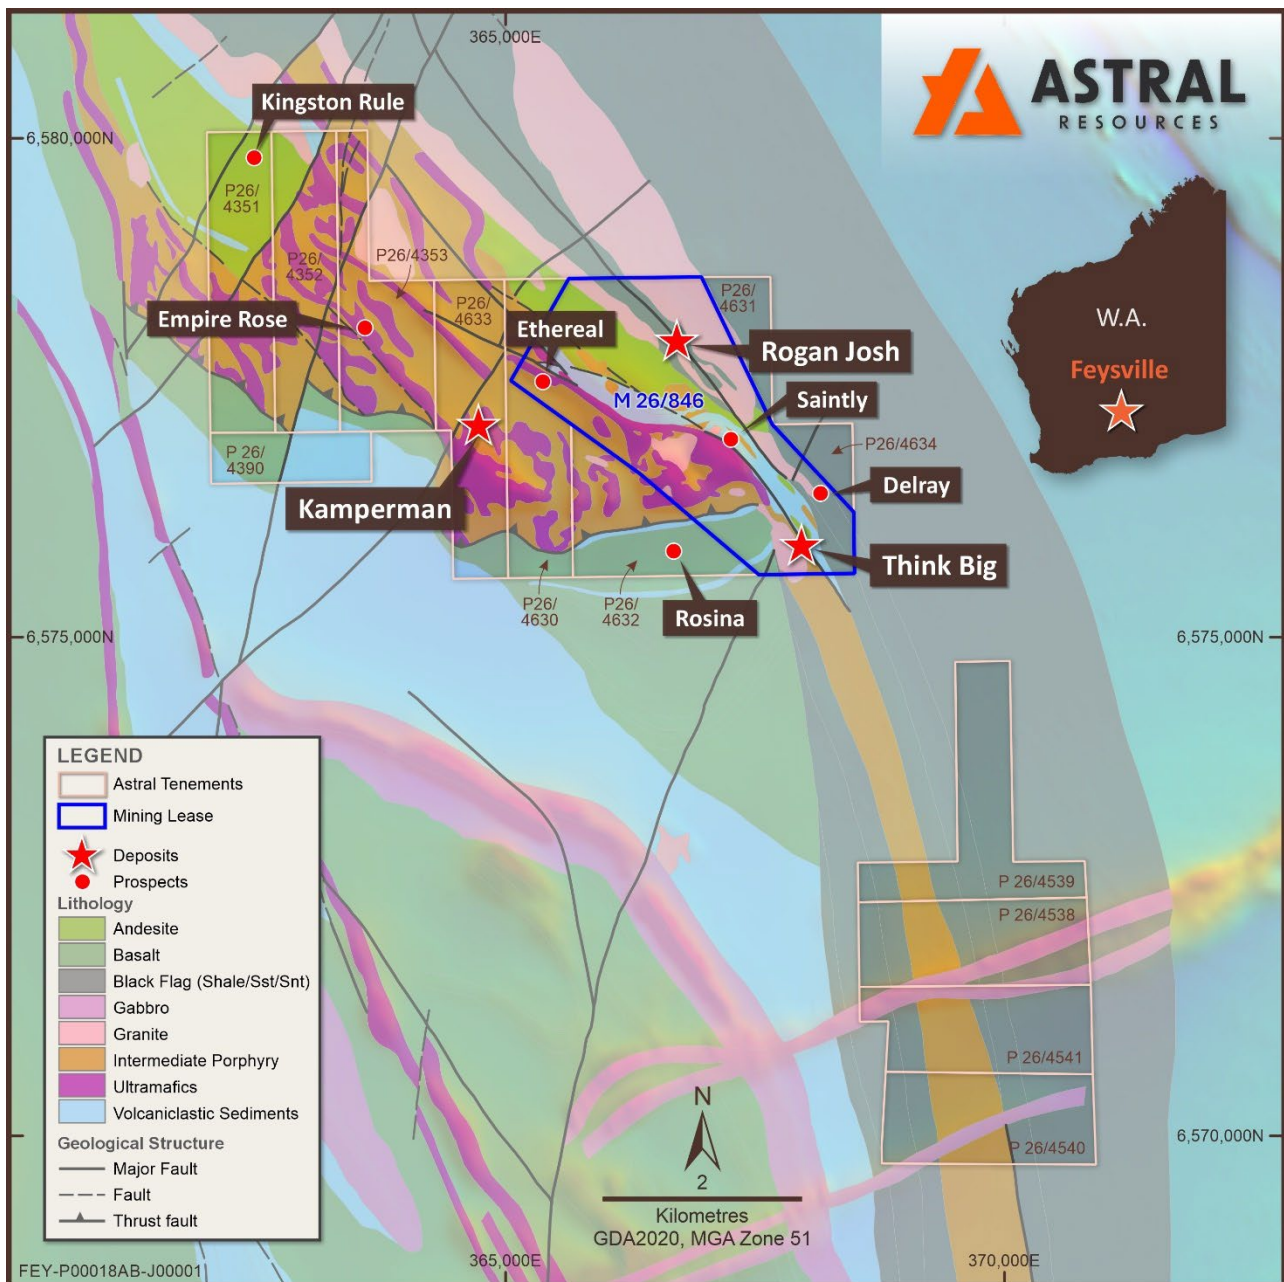 365,000E
ASTRAL
RESOURCES
Kingston Rule
6,580,000N
P26/
4351
P26/
4352
P26/4353
P26/
4633
P26/
4631
W.A.
Feysville
Empire Rose
Ethereal
Rogan Josh
M 26/846
Saintly
P26/4634
P 26/
4390
Kamperman
Delray
Think Big
P26/
4630
P26/
4632
Rosina
6,575,000N
6,575,000N
LEGEND
Astral Tenements
Mining Lease
Deposits
Prospects
Lithology
Andesite
Basalt
Black Flag (Shale/Sst/Snt)
Gabbro
Granite
Intermediate Porphyry
Ultramafics
Volcaniclastic Sediments
Geological Structure
Major Fault
Fault
Thrust fault
P 26/4539
P 26/4538
P 26/4541
P 26/4540
6,570,000N
N
2
Kilometres
GDA2020, MGA Zone 51
365,000E
370,000E
FEY-P00018AB-J00001